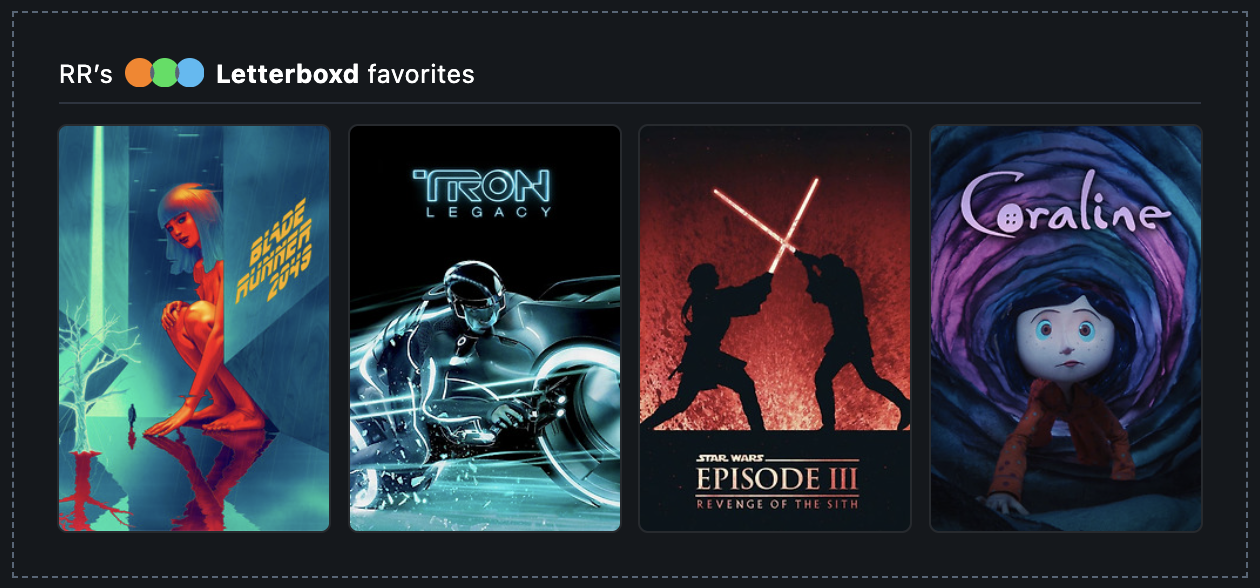 RR’s Letterboxd favorites
BLADE
RUNNER
2049
TRON
LEGACY
STAR WARS
EPISODE III
REVENGE OF THE SITH
Coraline